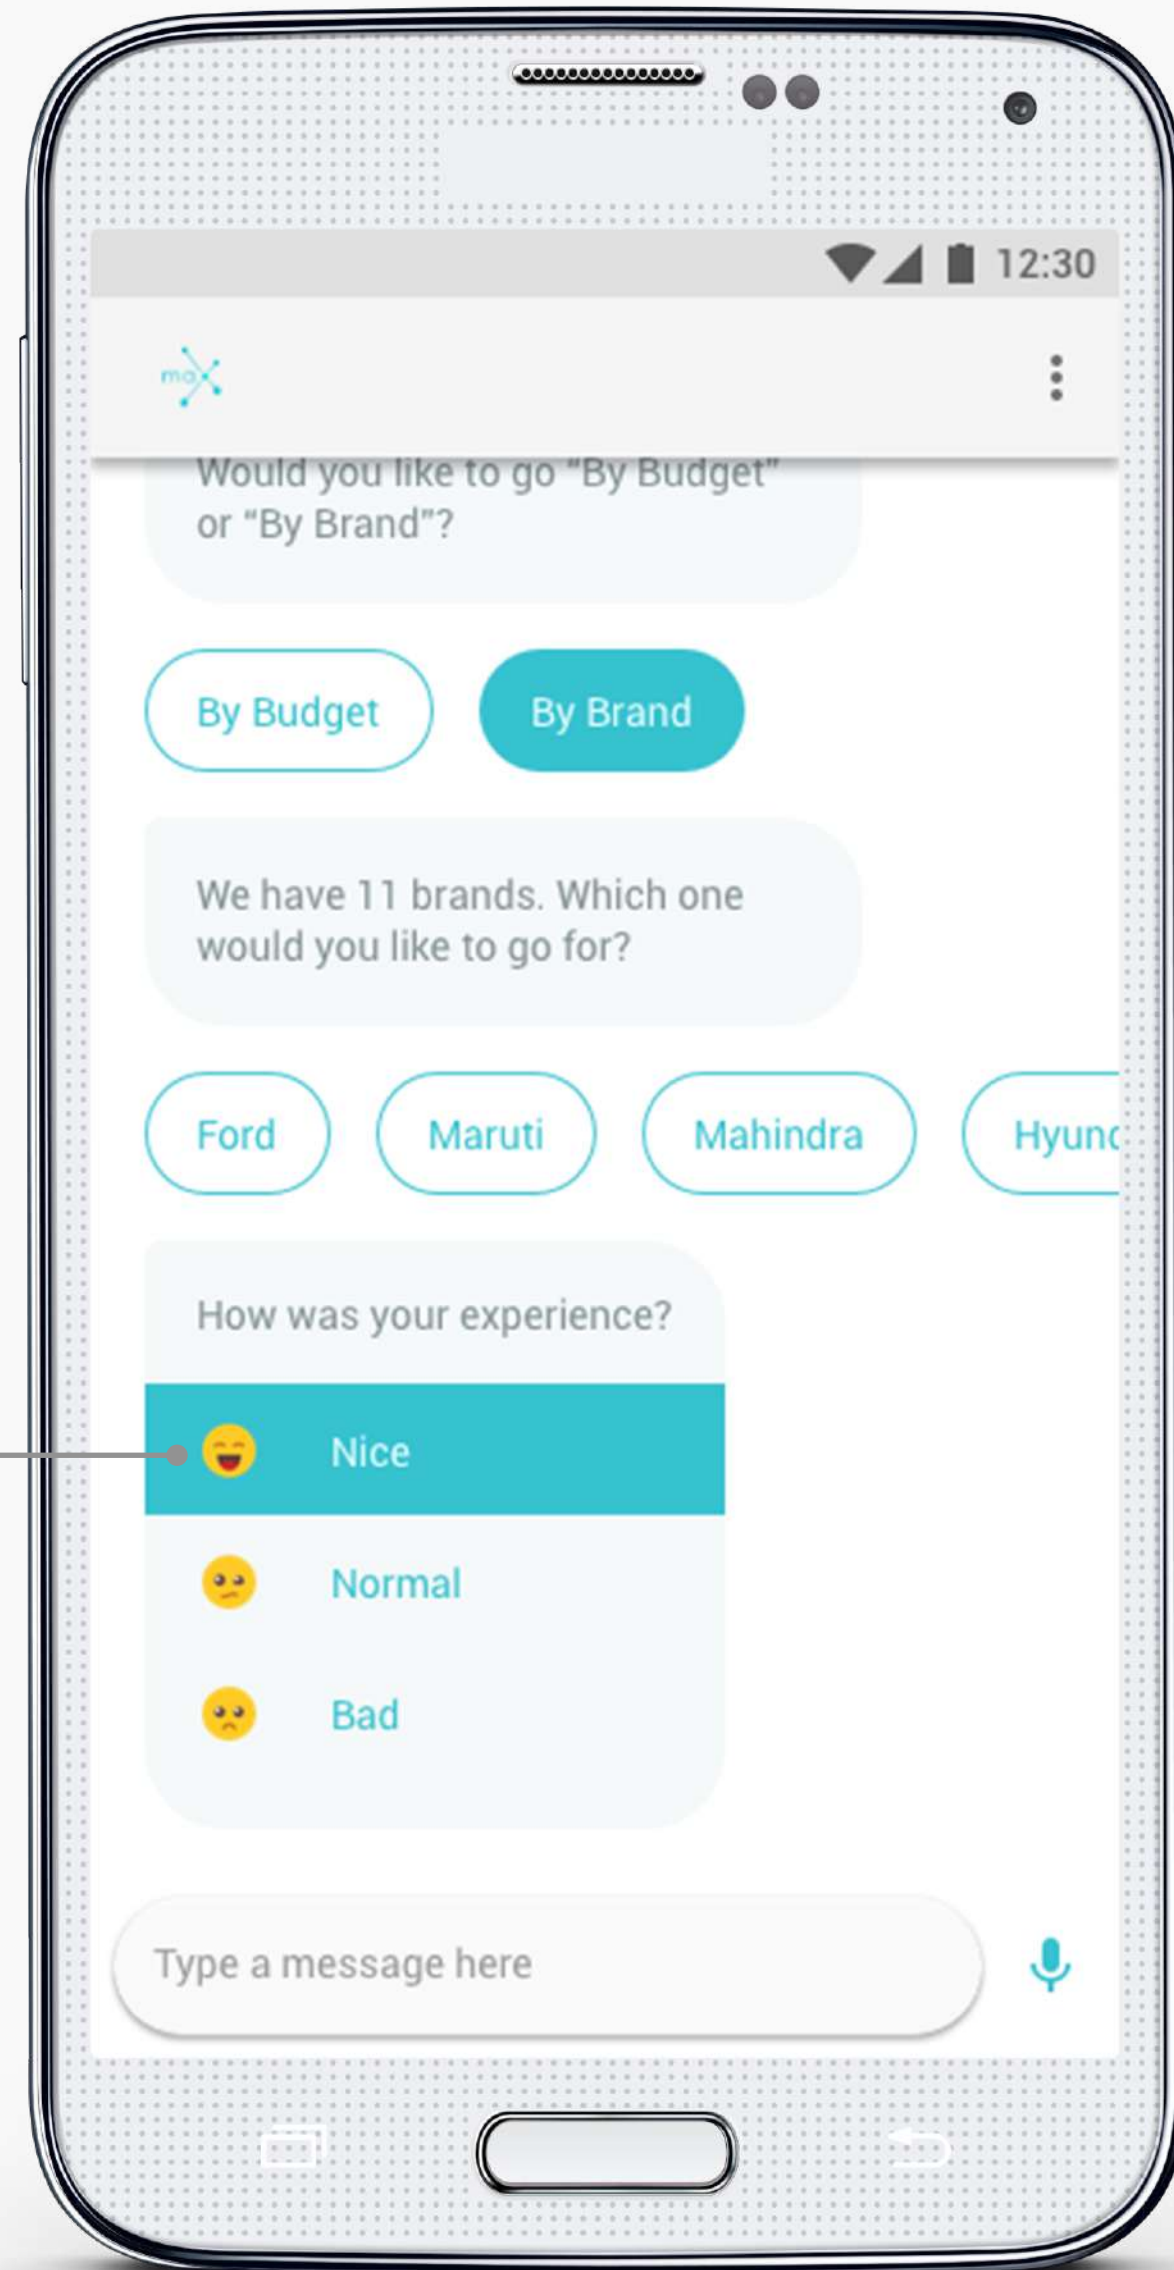 12:30
max
Would you like to go “By Budget”
or “By Brand”?
By Budget
By Brand
We have 11 brands. Which one
would you like to go for?
Ford
Maruti
Mahindra
Hyund
How was your experience?
Nice
Normal
Bad
Type a message here